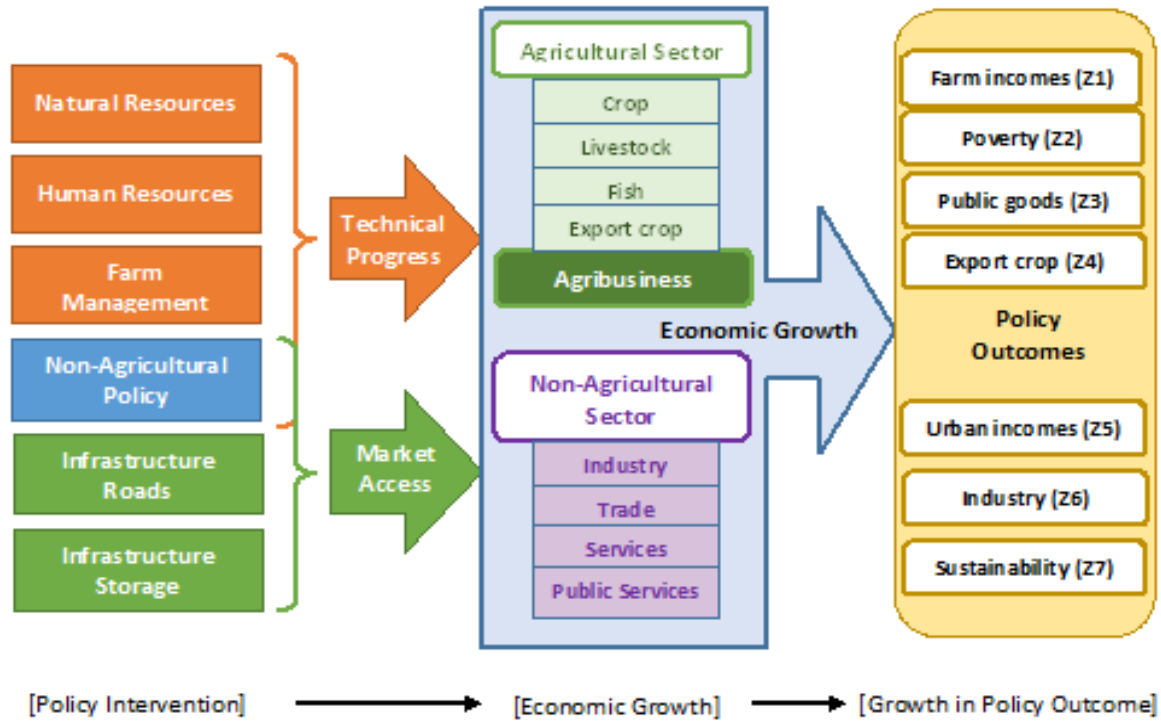 Natural Resources
Human Resources
Farm
Management
Non-Agricultural
Policy
Infrastructure
Roads
Infrastructure
Storage
Technical
Progress
Market
Access
Agricultural Sector
Crop
Livestock
Fish
Export crop
Agribusiness
Economic Growth
Non-Agricultural
Sector
Industry
Trade
Services
Public Services
Farm incomes (Z1)
Poverty (Z2)
Public goods (Z3)
Export crop (Z4)
Policy
Outcomes
Urban incomes (Z5)
Industry (Z6)
Sustainability (Z7)
[Policy Intervention]
[Economic Growth]
[Growth in Policy Outcome]